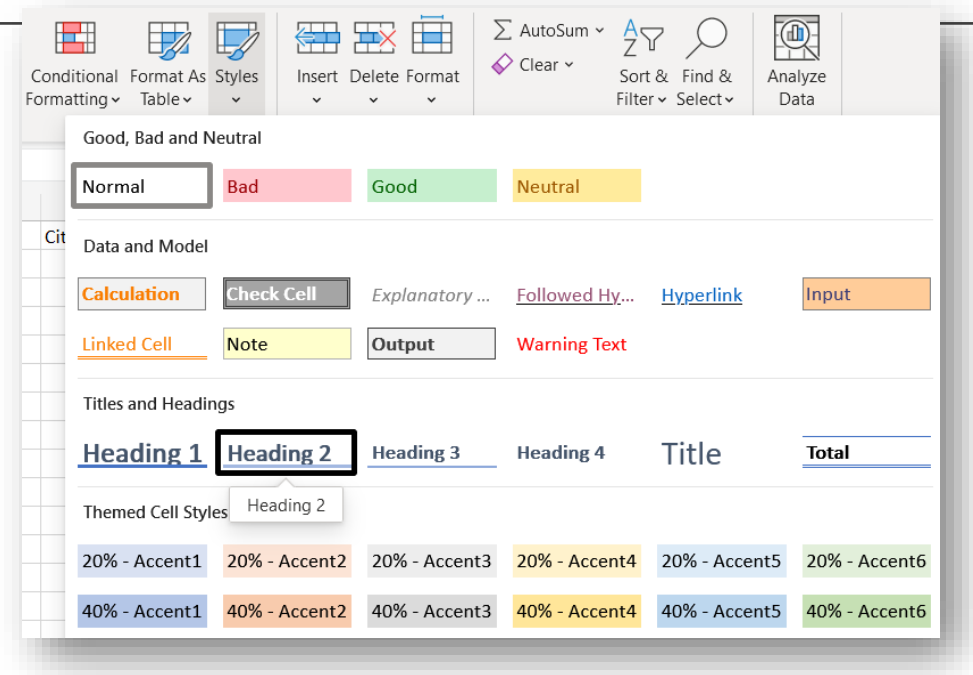 AutoSum
Clear
Conditional Formatting
Format As Table
Styles
Insert
Delete
Format
Sort & Filter
Find & Select
Analyze Data
Good, Bad and Neutral
Normal Bad Good Neutral
Cit
Data and Model
Calculation Check Cell Explanatory ... Followed Hy... Hyperlink Input
Linked Cell Note Output Warning Text
Titles and Headings
Heading 1 Heading 2 Heading 3 Heading 4 Title Total
Heading 2
Themed Cell Styles
20% - Accent1 20% - Accent2 20% - Accent3 20% - Accent4 20% - Accent5 20% - Accent6
40% - Accent1 40% - Accent2 40% - Accent3 40% - Accent4 40% - Accent5 40% - Accent6